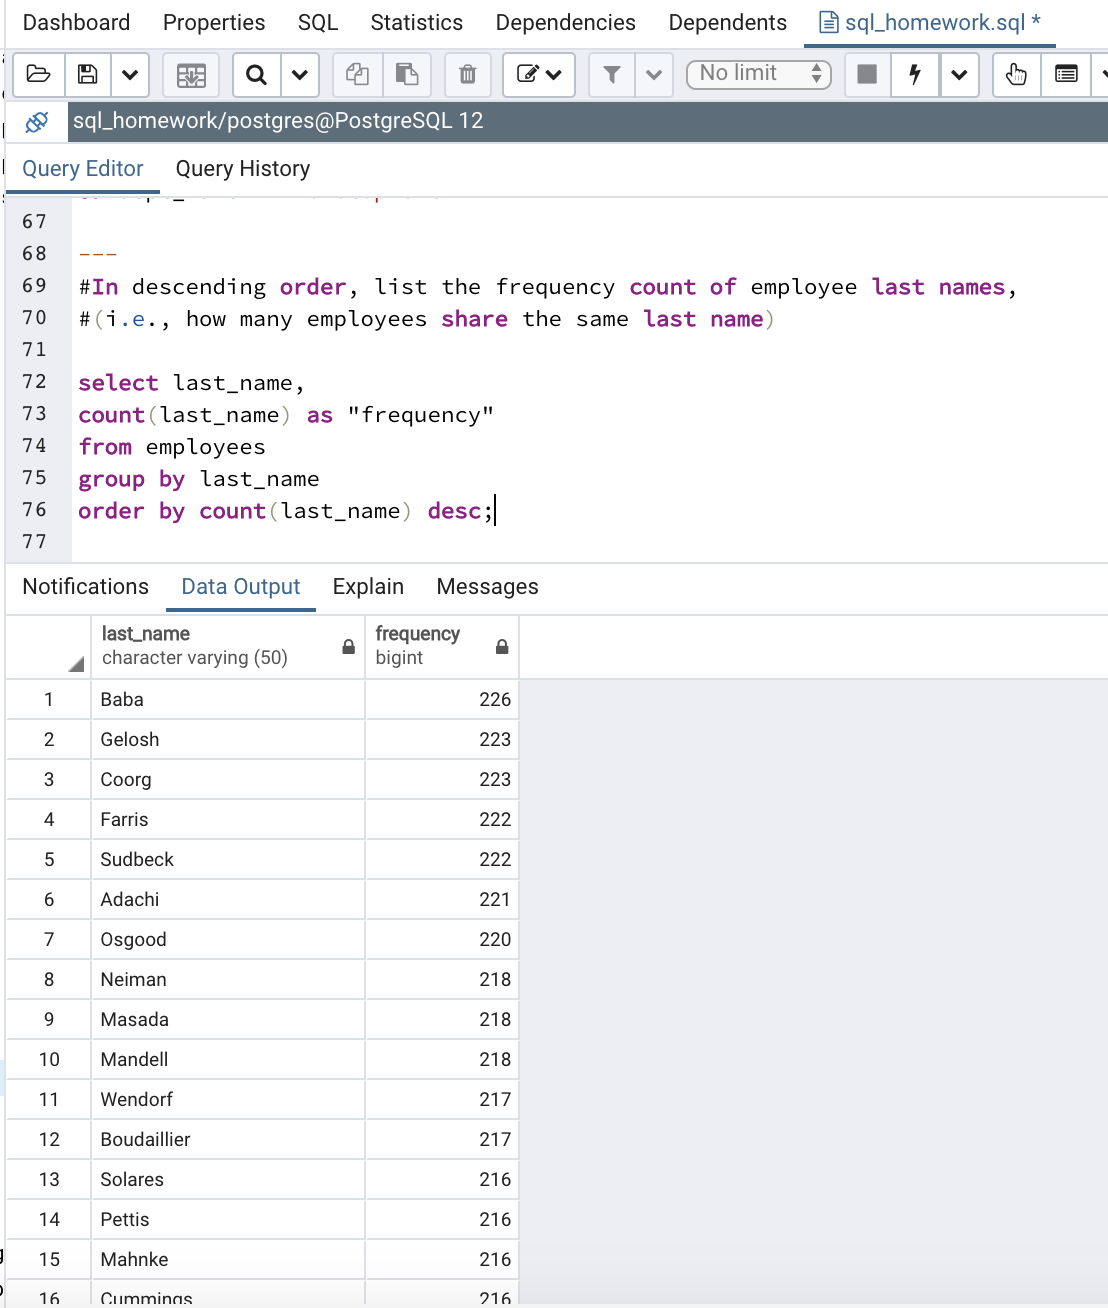 Dashboard Properties SQL Statistics Dependencies Dependents sql_homework.sql *
No limit
sql_homework/postgres@PostgreSQL 12
Query Editor Query History
67
68 ---
69 #In descending order, list the frequency count of employee last names,
70 #(i.e., how many employees share the same last name)
71
72 select last_name,
73 count(last_name) as "frequency"
74 from employees
75 group by last_name
76 order by count(last_name) desc;
77
Notifications Data Output Explain Messages
last_name frequency
character varying (50) bigint
1 Baba 226
2 Gelosh 223
3 Coorg 223
4 Farris 222
5 Sudbeck 222
6 Adachi 221
7 Osgood 220
8 Neiman 218
9 Masada 218
10 Mandell 218
11 Wendorf 217
12 Boudaillier 217
13 Solares 216
14 Pettis 216
15 Mahnke 216
16 Cummings 216